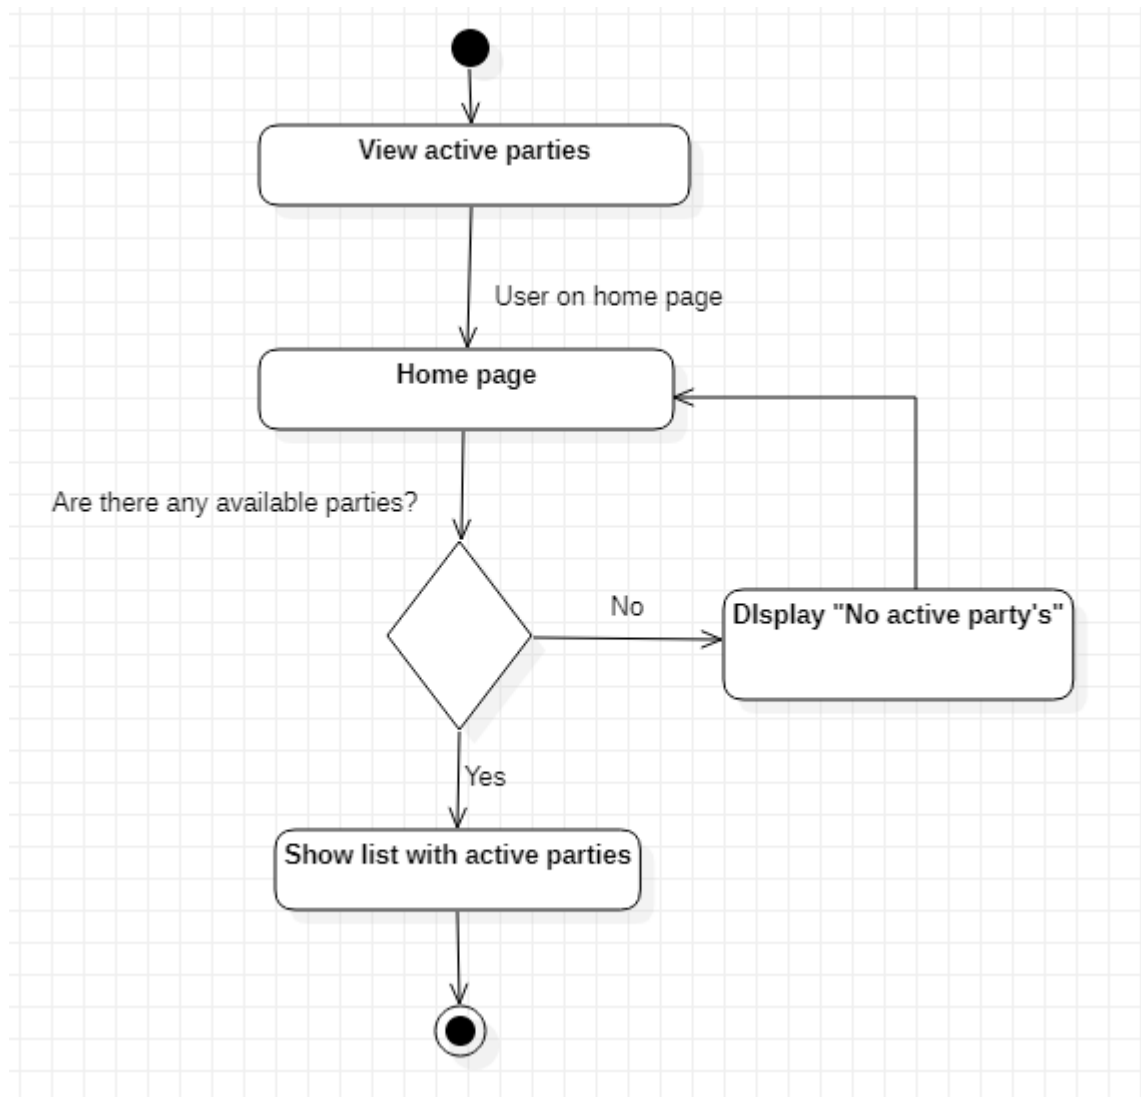 View active parties
User on home page
Home page
Are there any available parties?
No
DIsplay "No active party's"
Yes
Show list with active parties